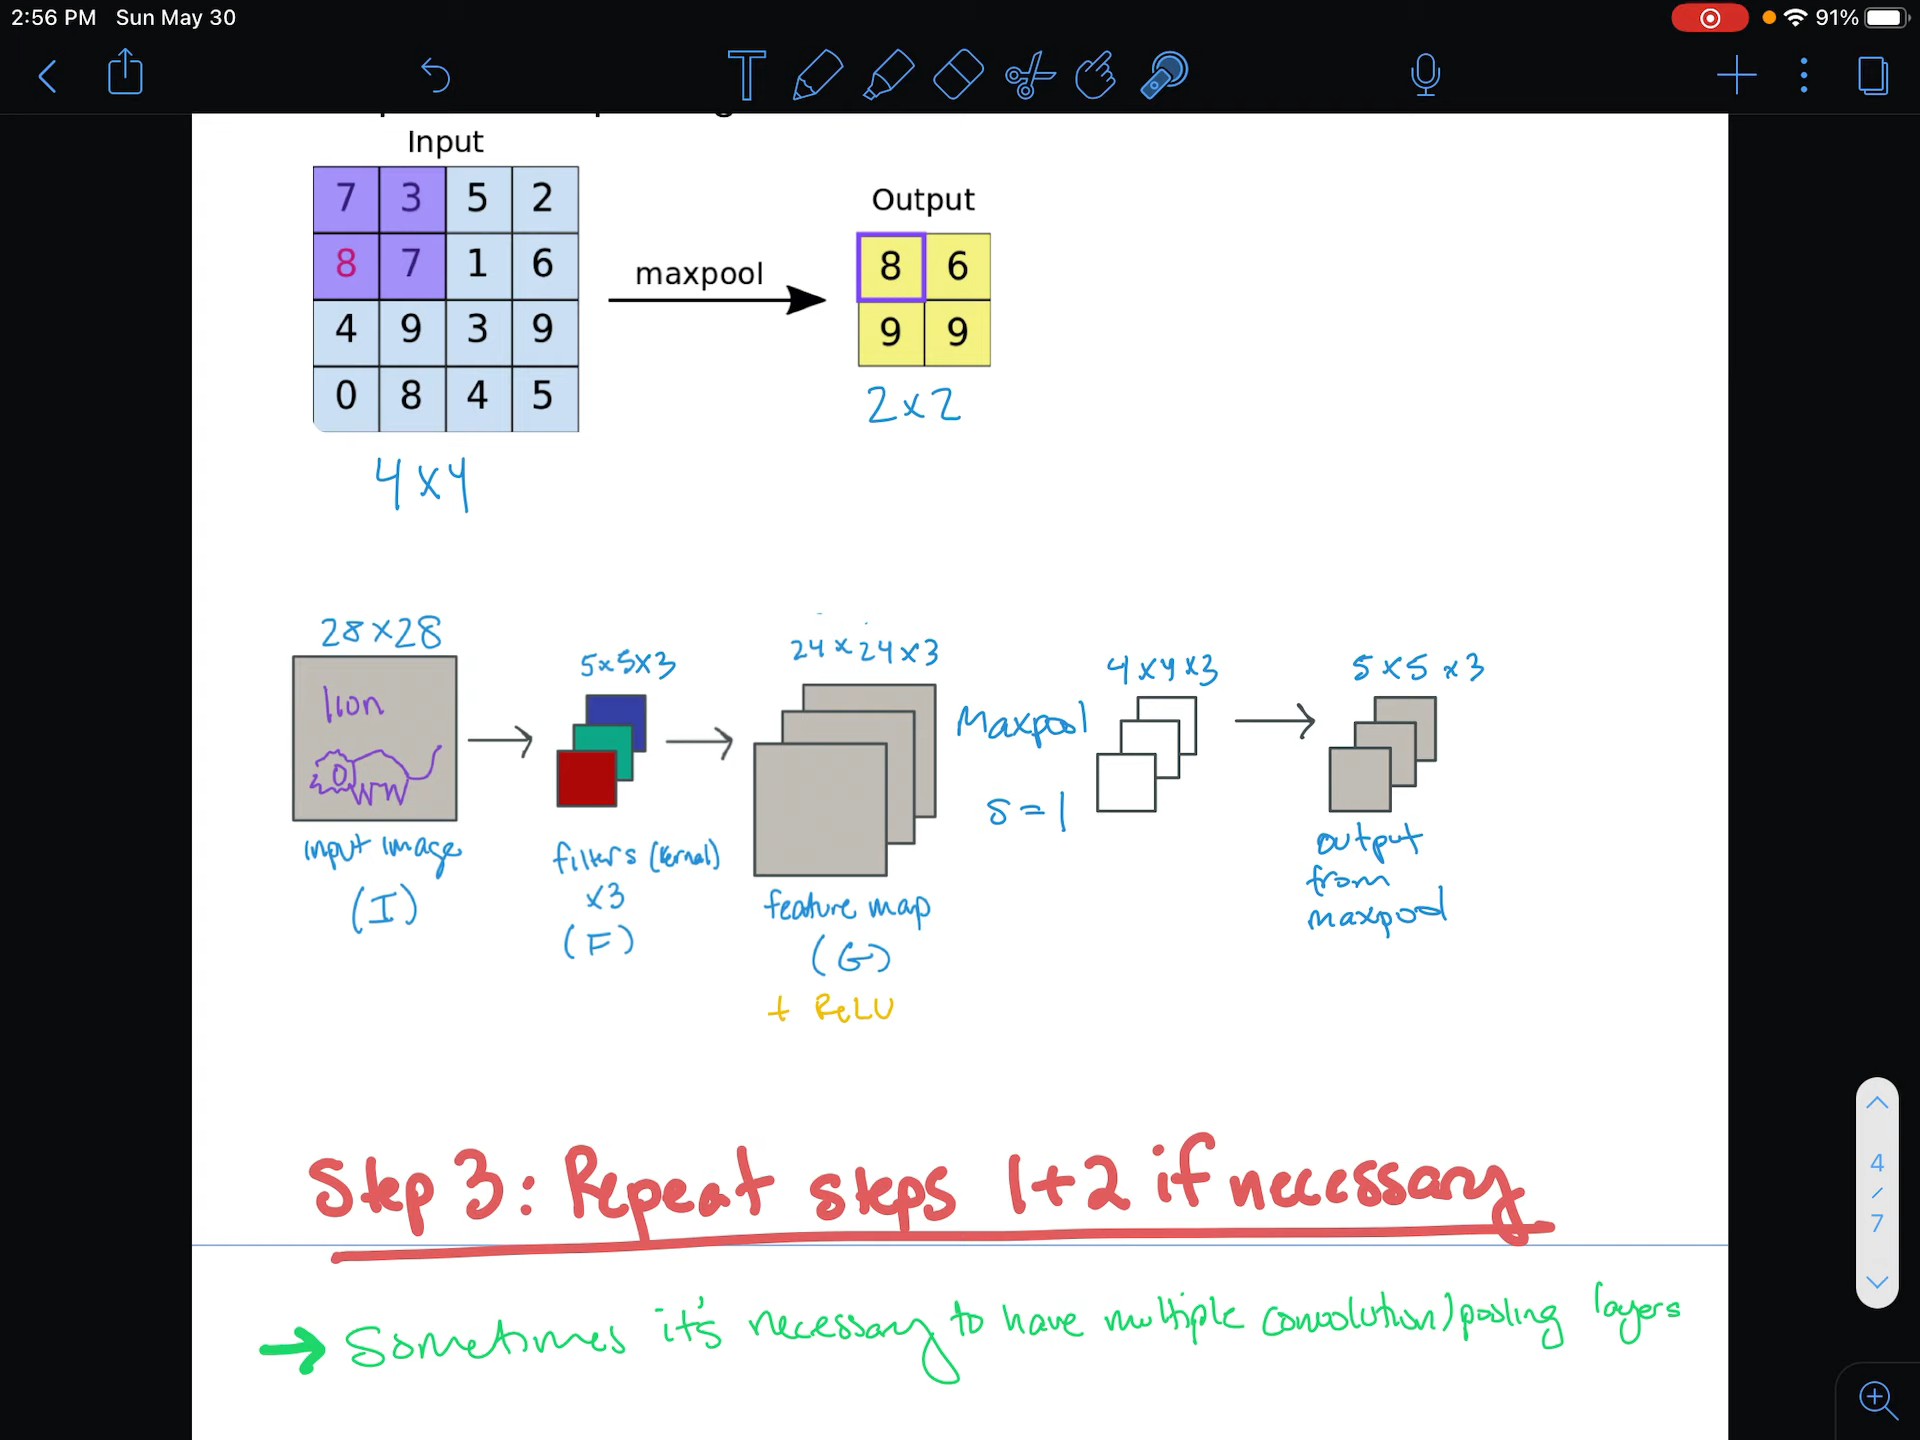 2:56 PM Sun May 30
91%
Input
7 3 5 2
8 7 1 6
4 9 3 9
0 8 4 5
4x4
maxpool
Output
8 6
9 9
2x2
28x28
lion
input image
(I)
5x5x3
filters (kernel)
x3
(F)
24x24x3
feature map
(G)
+ ReLU
Maxpool
S=1
4x4x3
5x5x3
output
from
maxpool
Step 3: Repeat steps 1+2 if necessary
→ Sometimes it's necessary to have multiple convolution/pooling layers
4
/
7